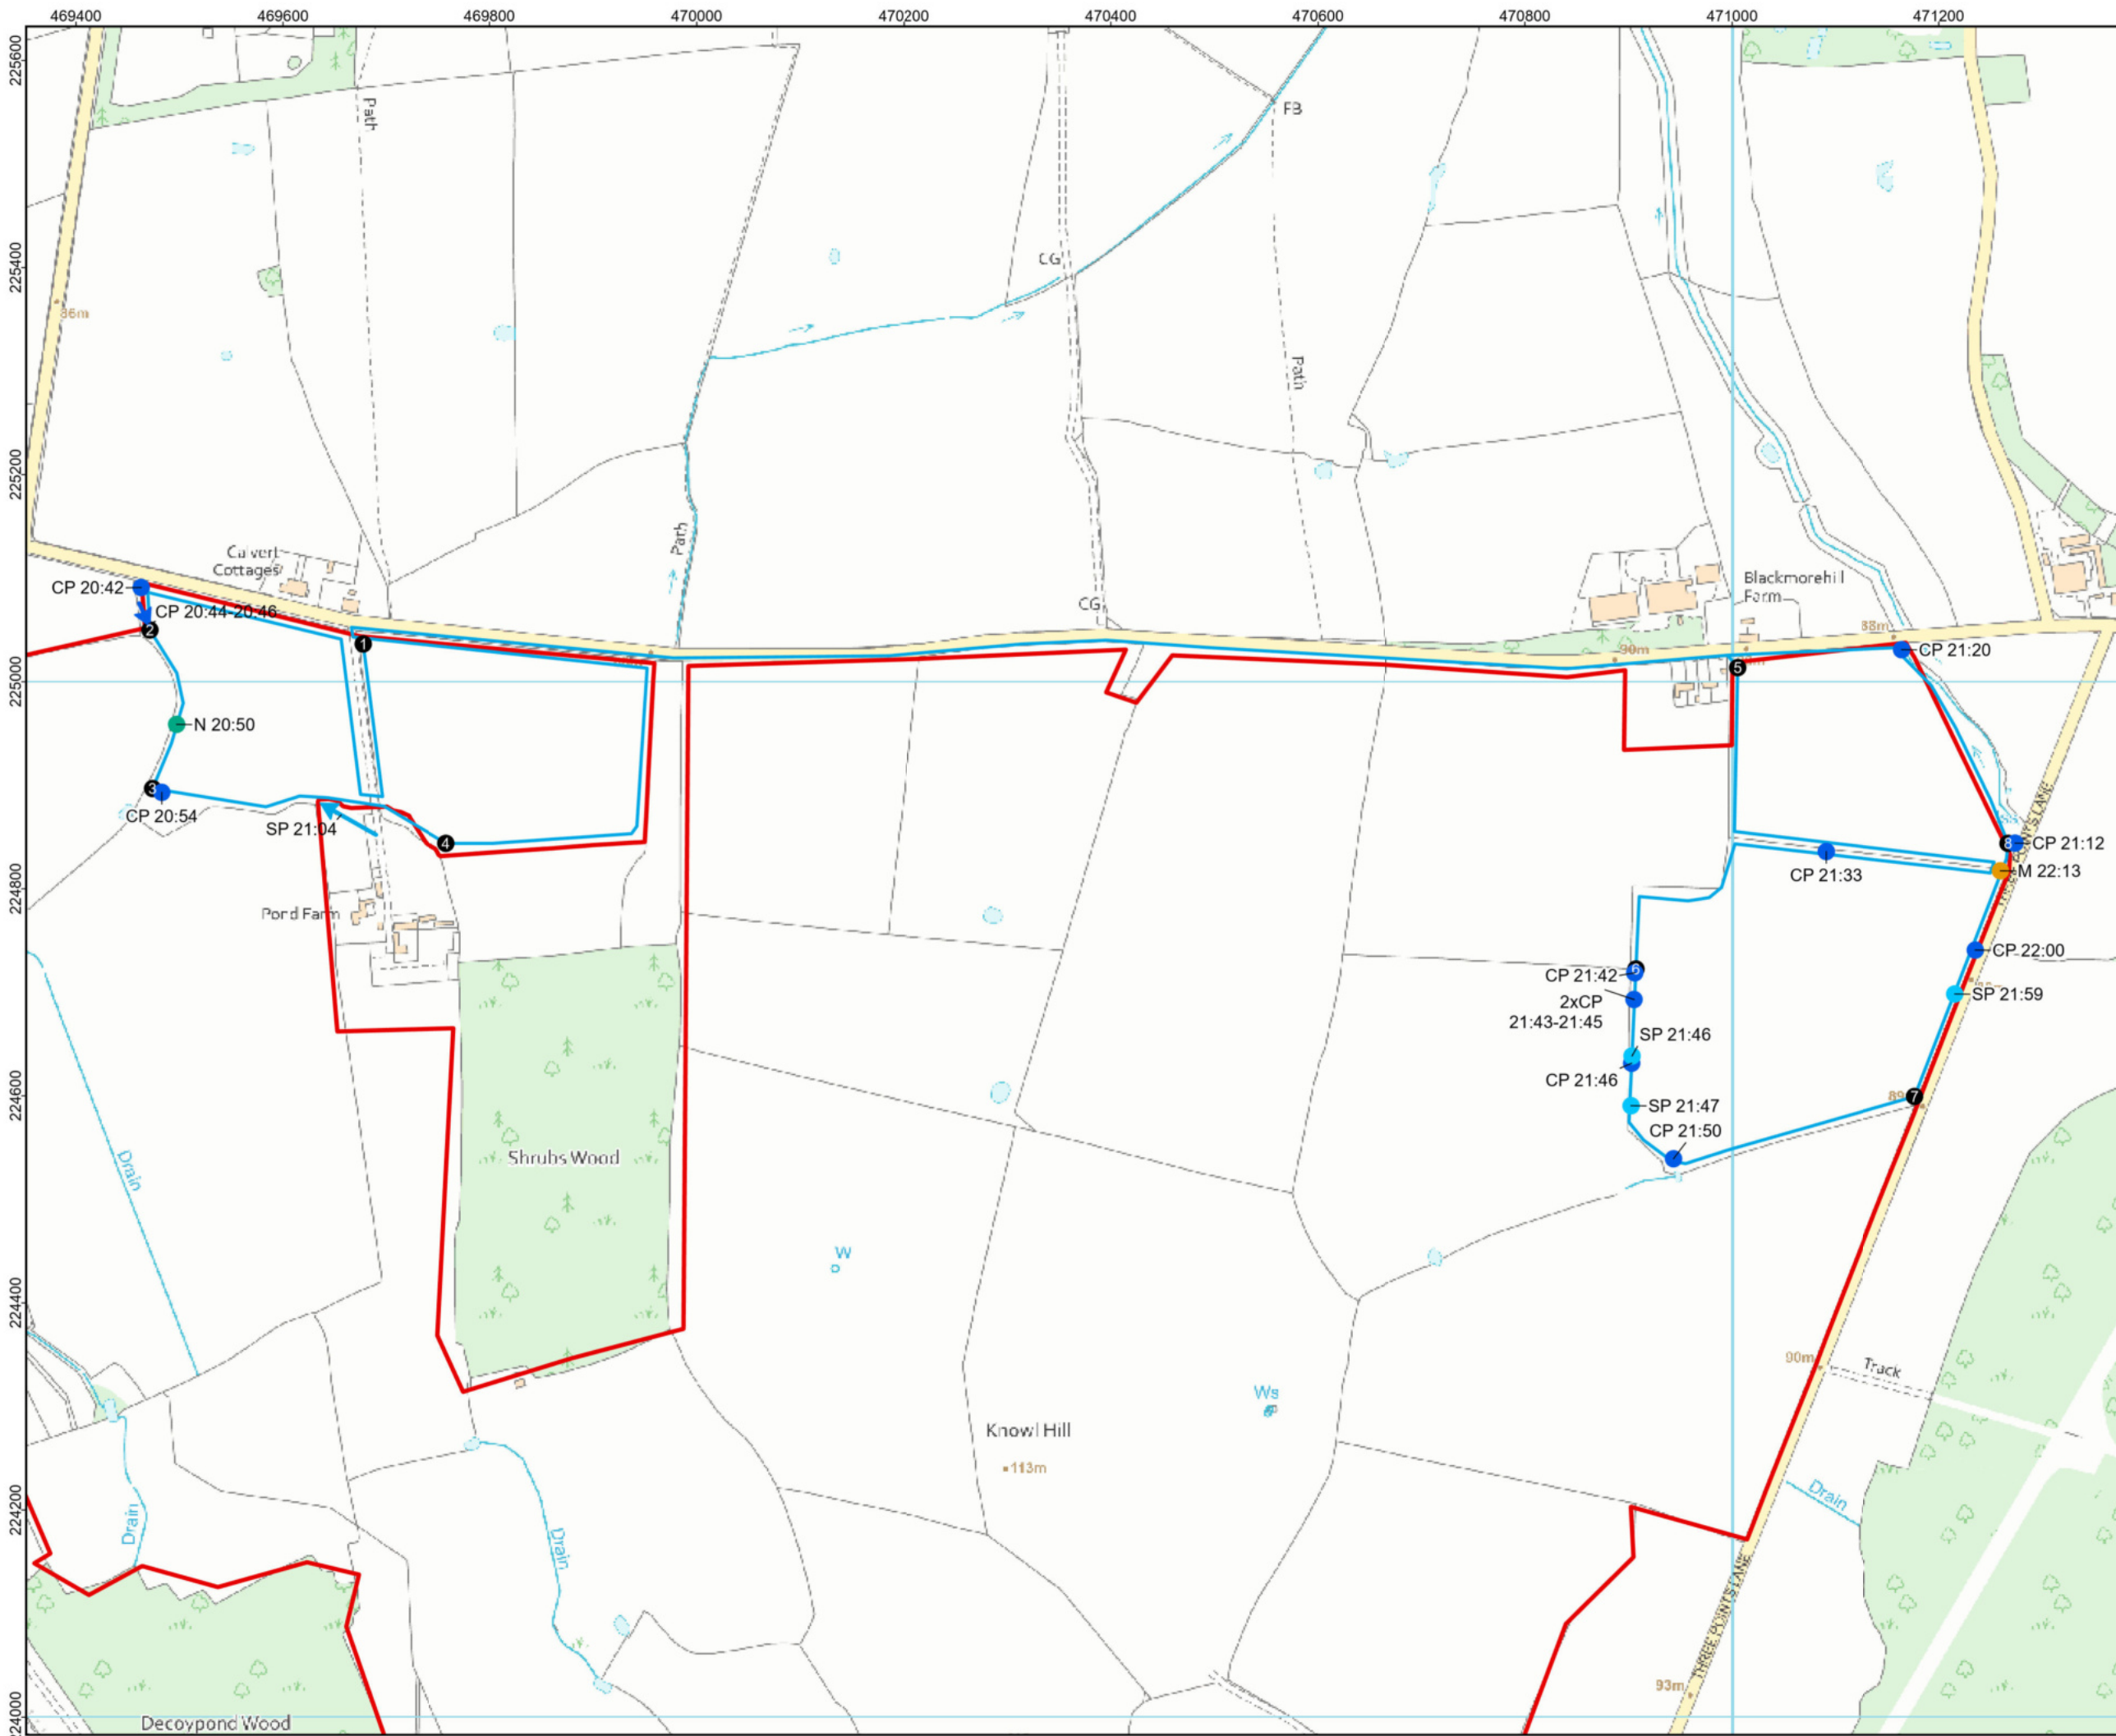 469400 469600 469800 470000 470200 470400 470600 470800 471000 471200
225600
225400
225200
225000
224800
224600
224400
224200
224000
Path
FB
CG
86m
Path
Path
Calvert
Cottages
CG
Blackmorehill
Farm
88m
90m
CP 20:42
CP 20:44-20:46
2
1
5
CP 21:20
N 20:50
3
CP 20:54
SP 21:04
4
8
CP 21:12
CP 21:33
M 22:13
Pond Farm
CP 22:00
6
CP 21:42
SP 21:59
2xCP
21:43-21:45
SP 21:46
CP 21:46
SP 21:47
CP 21:50
7
89
Shrubs Wood
Drain
W
90m
Track
Ws
Knowl Hill
113m
Drain
Drain
Drain
THREE POINTS LANE
93m
Decoypond Wood